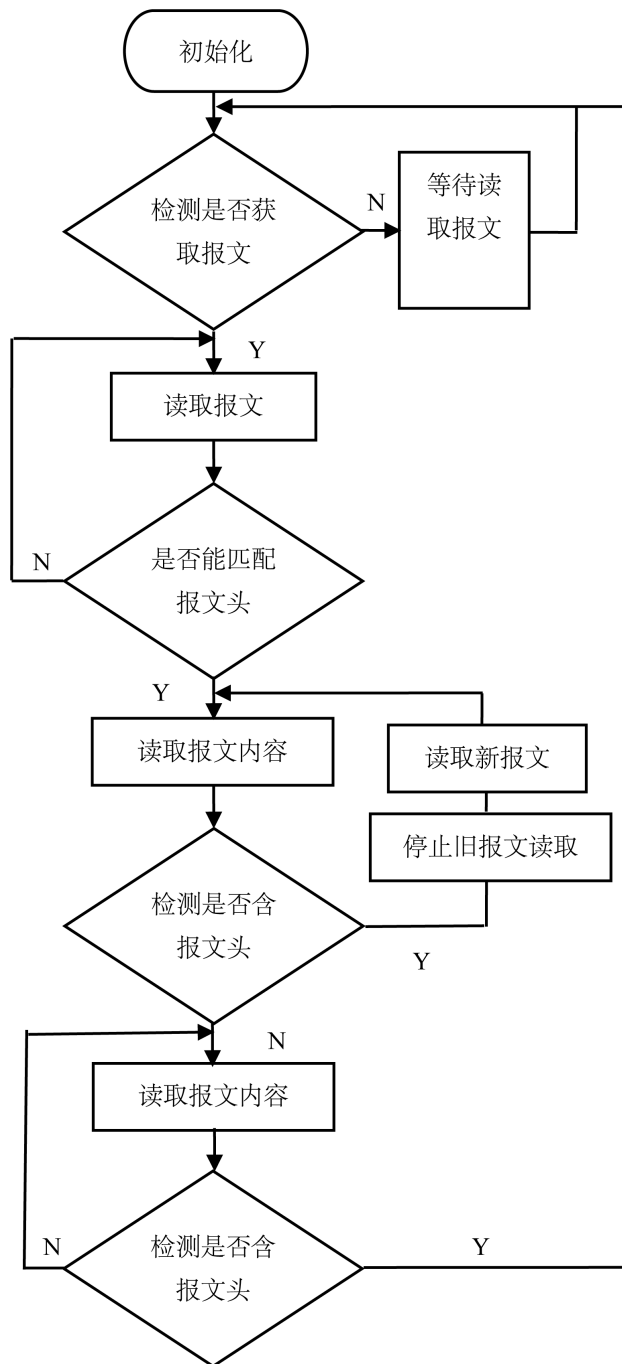 初始化
检测是否获
取报文
N
等待读
取报文
Y
读取报文
是否能匹配
报文头
N
Y
读取报文内容
读取新报文
停止旧报文读取
检测是否含
报文头
Y
N
读取报文内容
检测是否含
报文头
N
Y